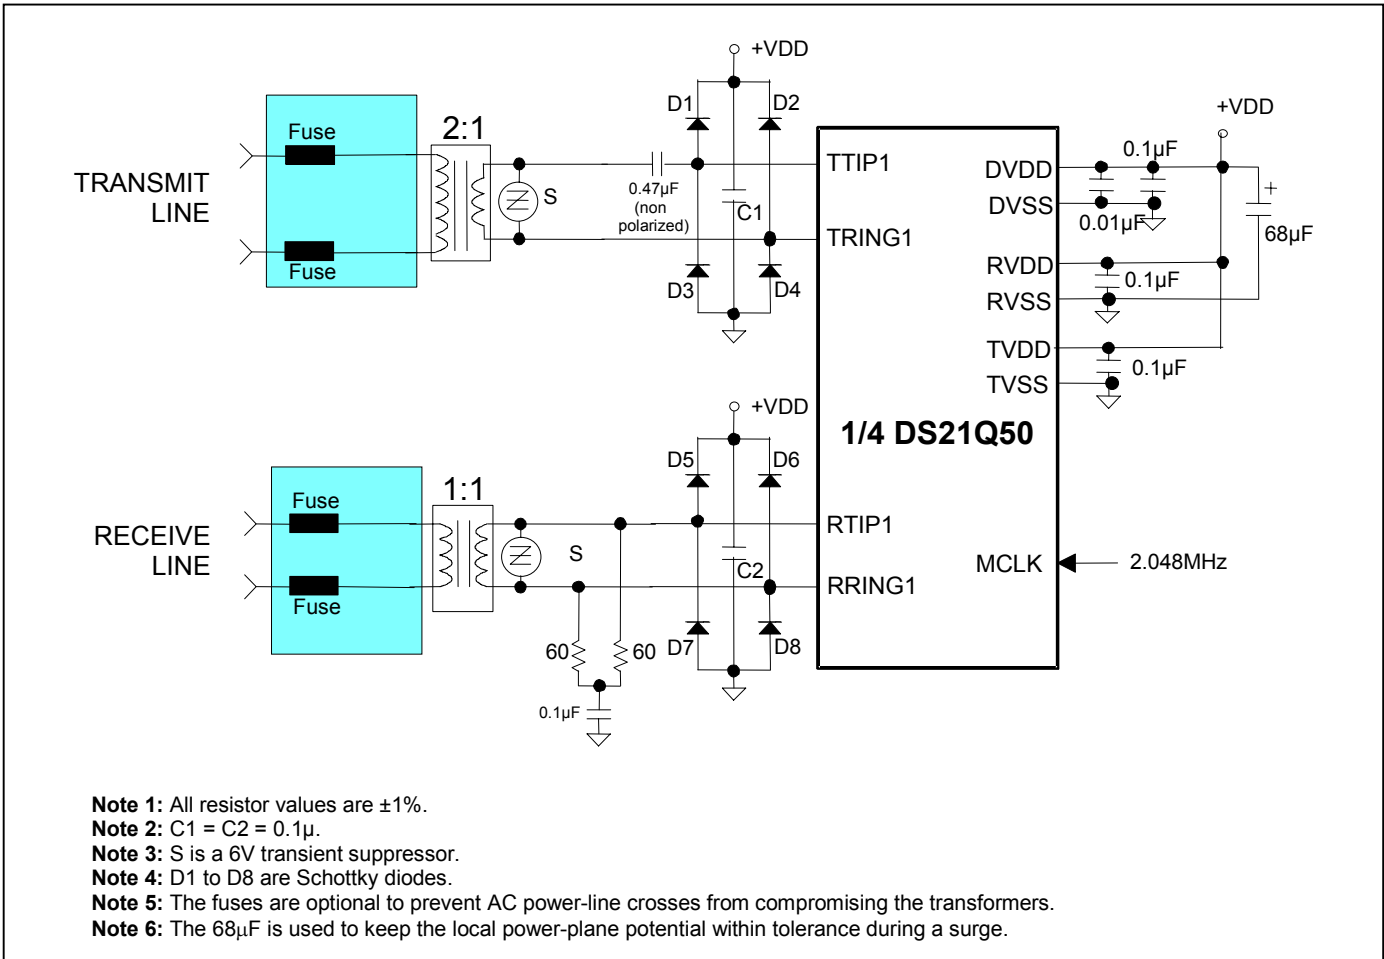 +VDD
D1
D2
+VDD
Fuse
2:1
0.1µF
TRANSMIT
LINE
TTIP1
DVDD
+
S
0.47µF
(non
polarized)
C1
DVSS
0.01µF
68µF
TRING1
Fuse
D3
D4
RVDD
0.1µF
RVSS
TVDD
0.1µF
TVSS
+VDD
1/4 DS21Q50
D5
D6
Fuse
1:1
RECEIVE
LINE
RTIP1
S
C2
MCLK
2.048MHz
RRING1
Fuse
60
60
D7
D8
0.1µF
Note 1: All resistor values are ±1%.
Note 2: C1 = C2 = 0.1µ.
Note 3: S is a 6V transient suppressor.
Note 4: D1 to D8 are Schottky diodes.
Note 5: The fuses are optional to prevent AC power-line crosses from compromising the transformers.
Note 6: The 68µF is used to keep the local power-plane potential within tolerance during a surge.